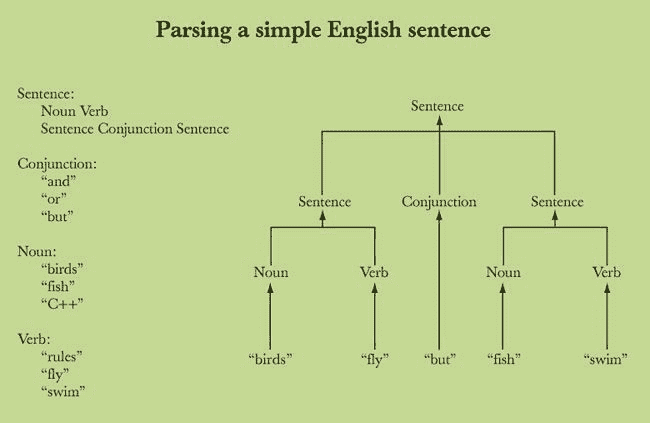 Parsing a simple English sentence
Sentence:
Noun Verb
Sentence Conjunction Sentence
Conjunction:
“and”
“or”
“but”
Noun:
“birds”
“fish”
“C++”
Verb:
“rules”
“fly”
“swim”
Sentence
Sentence Conjunction Sentence
Noun Verb Noun Verb
“birds” “fly” “but” “fish” “swim”